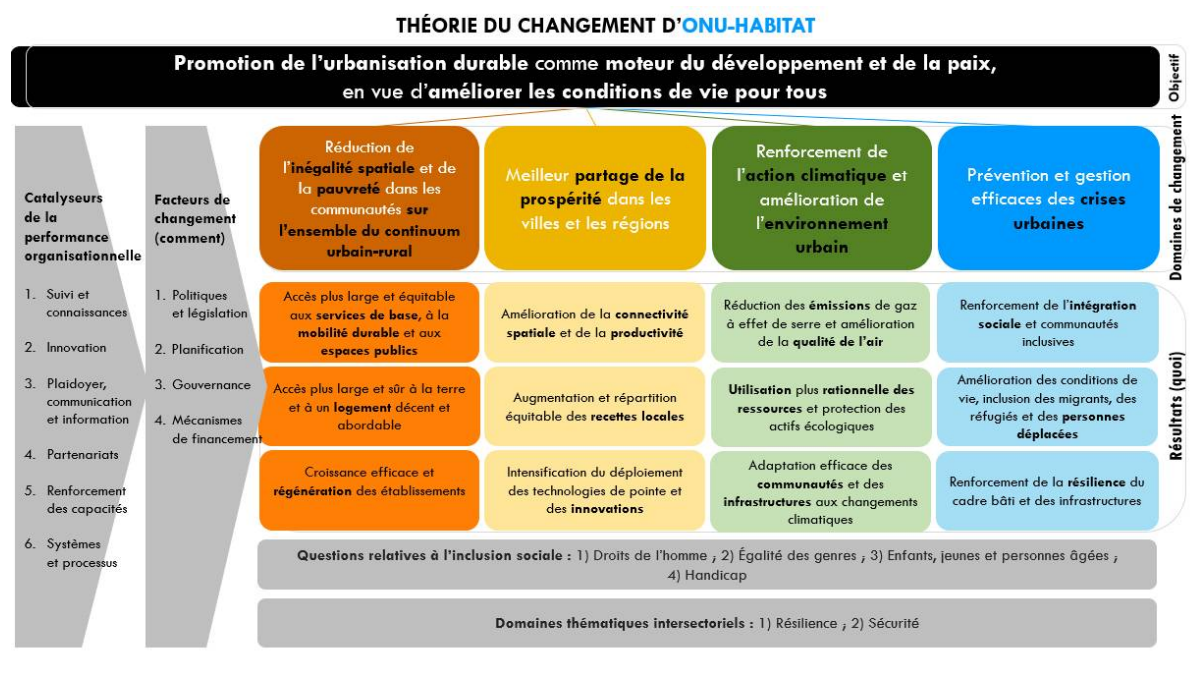 THÉORIE DU CHANGEMENT D’ONU-HABITAT
Promotion de l’urbanisation durable comme moteur du développement et de la paix,
en vue d’améliorer les conditions de vie pour tous
Objectif
Catalyseurs
de la
performance
organisationnelle
1. Suivi et
connaissances
2. Innovation
3. Plaidoyer,
communication
et information
4. Partenariats
5. Renforcement
des capacités
6. Systèmes
et processus
Facteurs de
changement
(comment)
1. Politiques
et législation
2. Planification
3. Gouvernance
4. Mécanismes
de financement
Réduction de
l’inégalité spatiale et de
la pauvreté dans les
communautés sur
l’ensemble du continuum
urbain-rural
Meilleur partage de la
prospérité dans les
villes et les régions
Renforcement de
l’action climatique et
amélioration de
l’environnement
urbain
Prévention et gestion
efficaces des crises
urbaines
Domaines de changement
Accès plus large et équitable
aux services de base, à la
mobilité durable et aux
espaces publics
Amélioration de la connectivité
spatiale et de la productivité
Réduction des émissions de gaz
à effet de serre et amélioration
de la qualité de l’air
Renforcement de l’intégration
sociale et communautés
inclusives
Accès plus large et sûr à la terre
et à un logement décent et
abordable
Augmentation et répartition
équitable des recettes locales
Utilisation plus rationnelle des
ressources et protection des
actifs écologiques
Amélioration des conditions de
vie, inclusion des migrants, des
réfugiés et des personnes
déplacées
Croissance efficace et
régénération des établissements
Intensification du déploiement
des technologies de pointe et
des innovations
Adaptation efficace des
communautés et des
infrastructures aux changements
climatiques
Renforcement de la résilience du
cadre bâti et des infrastructures
Résultats (quoi)
Questions relatives à l’inclusion sociale : 1) Droits de l’homme ; 2) Égalité des genres ; 3) Enfants, jeunes et personnes âgées ;
4) Handicap
Domaines thématiques intersectoriels : 1) Résilience ; 2) Sécurité